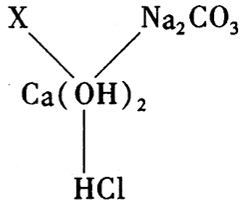 X Na₂CO₃
Ca(OH)₂
HCl